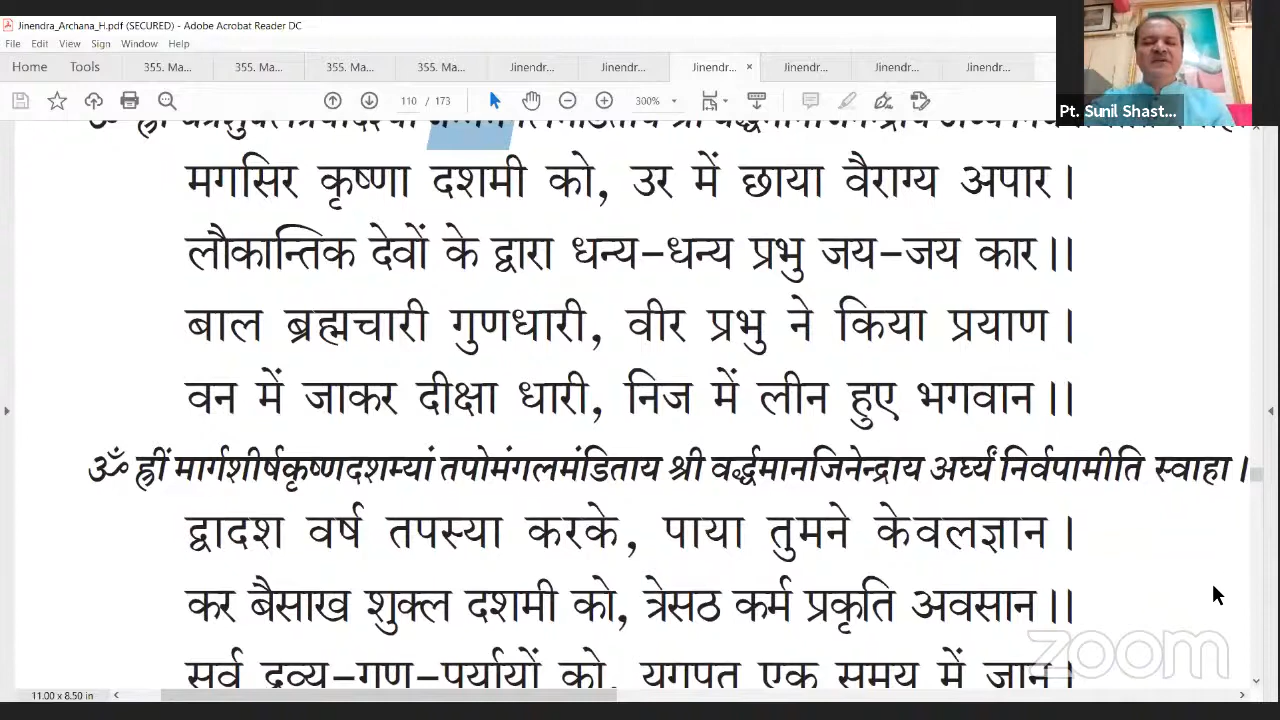 Jinendra_Archana_H.pdf (SECURED) - Adobe Acrobat Reader DC
File Edit View Sign Window Help
Home Tools 355. Ma... 355. Ma... 355. Ma... 355. Ma... Jinendr... Jinendr... Jinendr... × Jinendr... Jinendr... Jinendr...
110 / 173 300%
Pt. Sunil Shast...
मगसिर कृष्णा दशमी को, उर में छाया वैराग्य अपार।
लौकान्तिक देवों के द्वारा धन्य-धन्य प्रभु जय-जय कार।।
बाल ब्रह्मचारी गुणधारी, वीर प्रभु ने किया प्रयाण।
वन में जाकर दीक्षा धारी, निज में लीन हुए भगवान।।
ॐ ह्रीं मार्गशीर्षकृष्णदशम्यां तपोमंगलमंडिताय श्री वर्द्धमानजिनेन्द्राय अर्घ्यं निर्वपामीति स्वाहा।
द्वादश वर्ष तपस्या करके, पाया तुमने केवलज्ञान।
कर बैसाख शुक्ल दशमी को, त्रेसठ कर्म प्रकृति अवसान।।
सर्व द्रव्य-गुण-पर्यायों को, युगपत् एक समय में जान।
zoom
11.00 x 8.50 in